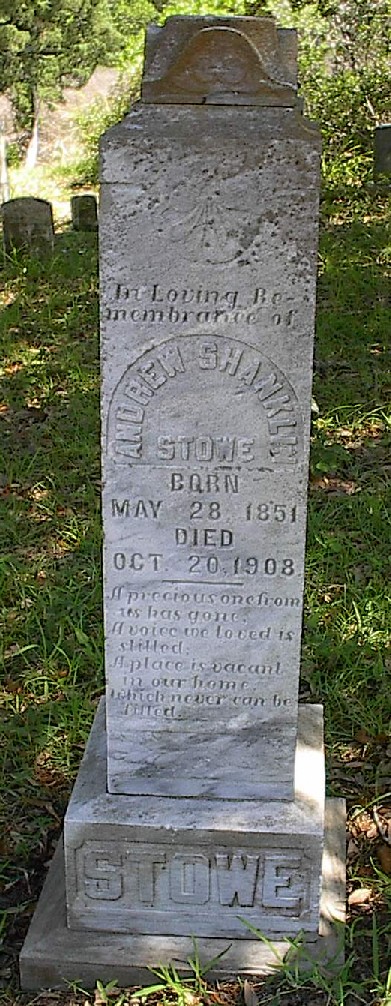 In Loving Re-
membrance of
ANDREW SHANKLIN
STOWE
BORN
MAY 28 1851
DIED
OCT. 20, 1908
A precious one from
us has gone.
A voice we loved is
stilled.
A place is vacant
in our home
which never can be
filled.
STOWE